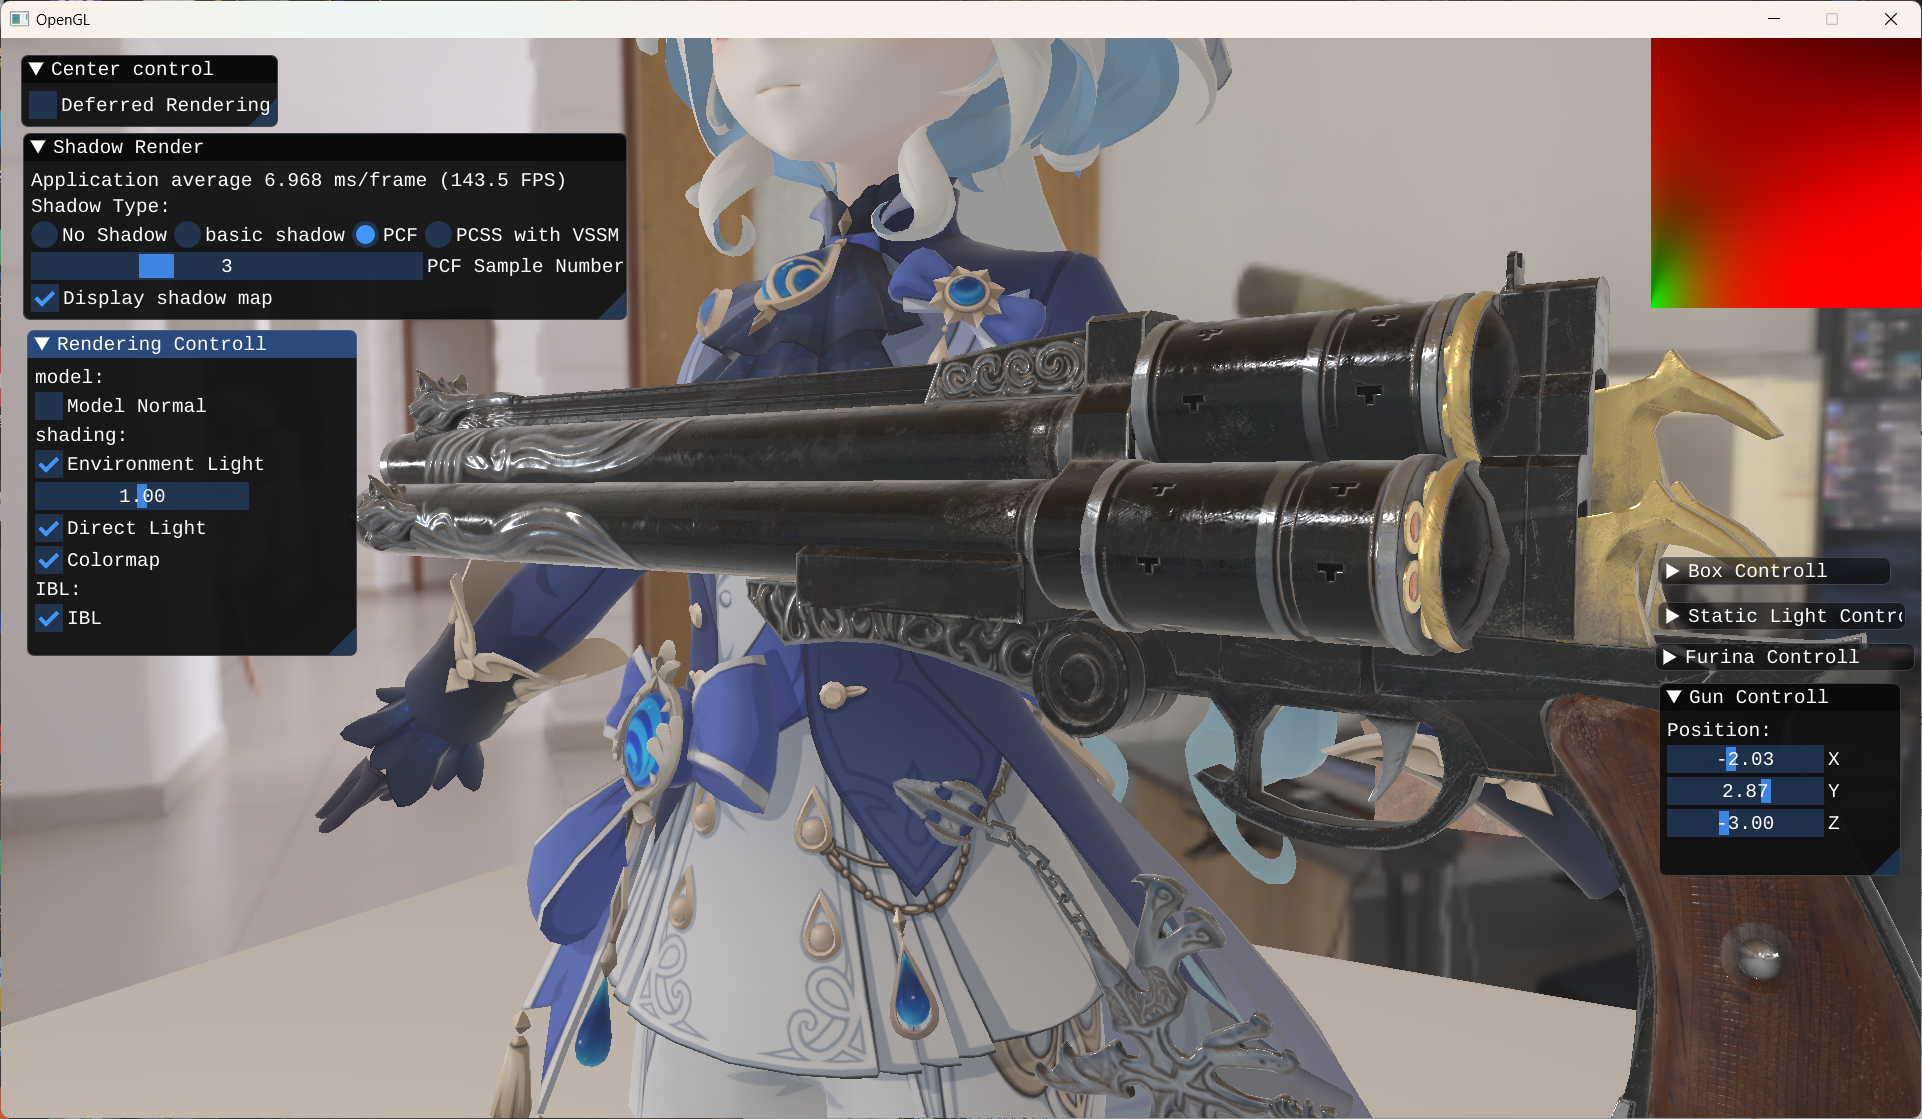 OpenGL
Center control
Deferred Rendering
Shadow Render
Application average 6.968 ms/frame (143.5 FPS)
Shadow Type:
No Shadow basic shadow PCF PCSS with VSSM
3 PCF Sample Number
Display shadow map
Rendering Controll
model:
Model Normal
shading:
Environment Light
1.00
Direct Light
Colormap
IBL:
IBL
Box Controll
Static Light Contro
Furina Controll
Gun Controll
Position:
-2.03 X
2.87 Y
-3.00 Z